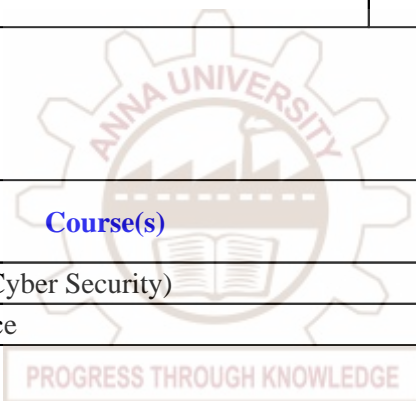 ANNA UNIVERSITY
Course(s)
Cyber Security)
ce
PROGRESS THROUGH KNOWLEDGE